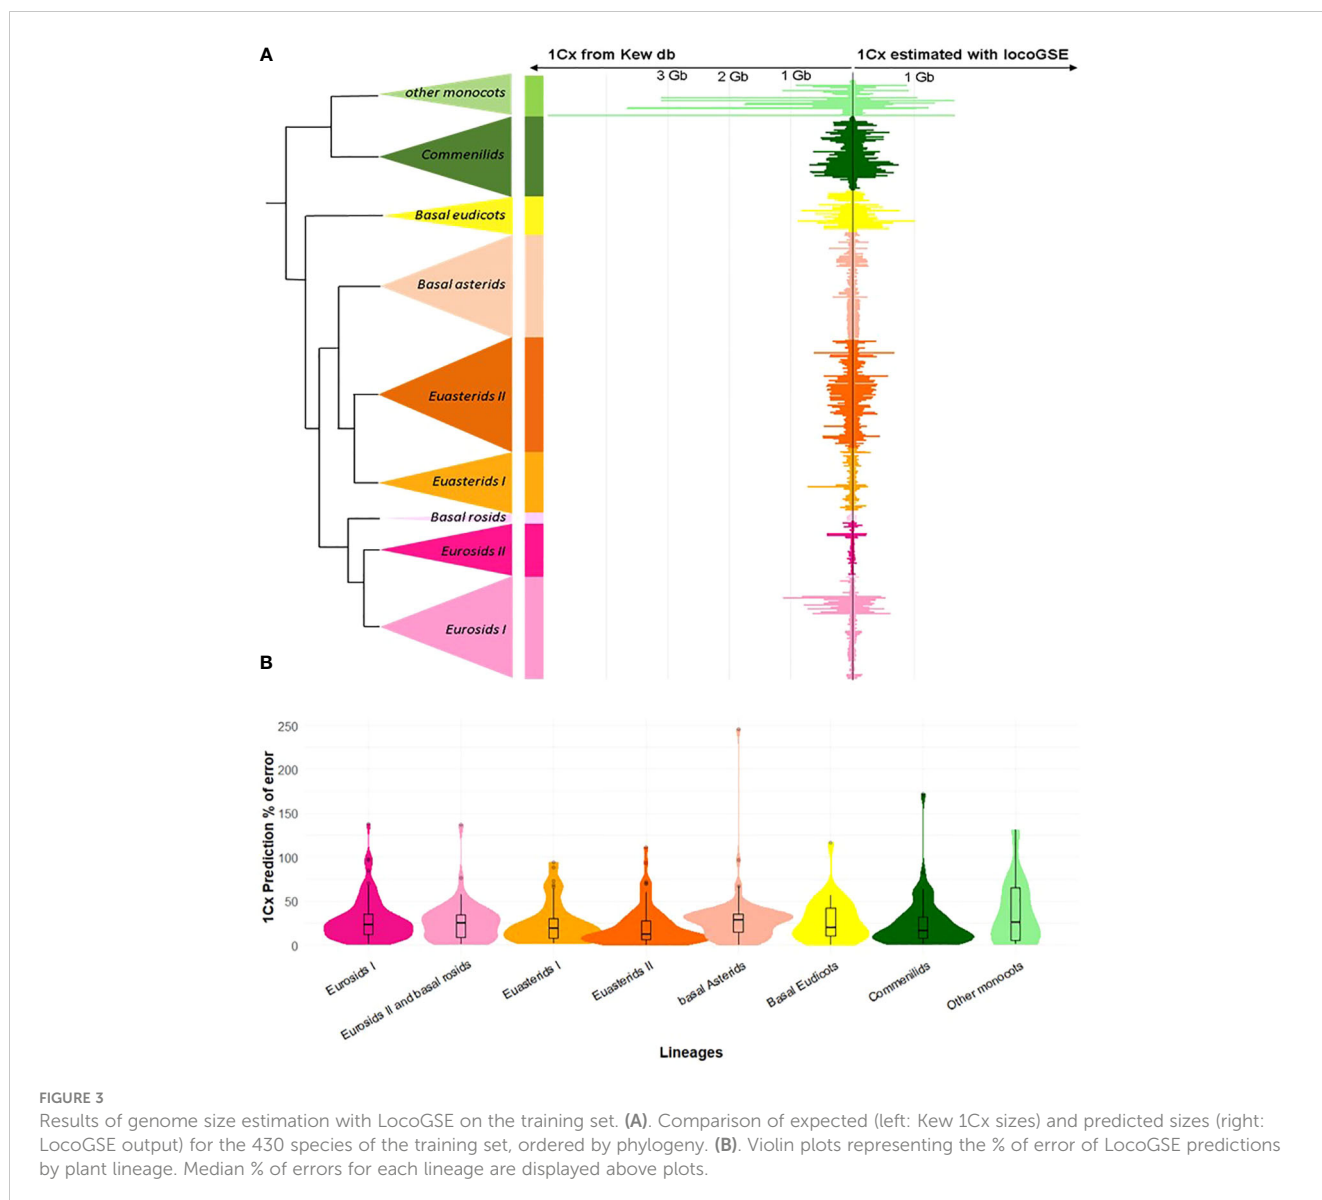 A
1Cx from Kew db
1Cx estimated with locoGSE
3 Gb
2 Gb
1 Gb
1 Gb
other monocots
Commenilids
Basal eudicots
Basal asterids
Euasterids II
Euasterids I
Basal rosids
Eurosids II
Eurosids I
B
1Cx Prediction % of error
250
200
150
100
50
0
Eurosids I
Eurosids II and basal rosids
Euasterids I
Euasterids II
basal Asterids
Basal Eudicots
Commenilids
Other monocots
Lineages
FIGURE 3
Results of genome size estimation with LocoGSE on the training set. (A). Comparison of expected (left: Kew 1Cx sizes) and predicted sizes (right:
LocoGSE output) for the 430 species of the training set, ordered by phylogeny. (B). Violin plots representing the % of error of LocoGSE predictions
by plant lineage. Median % of errors for each lineage are displayed above plots.